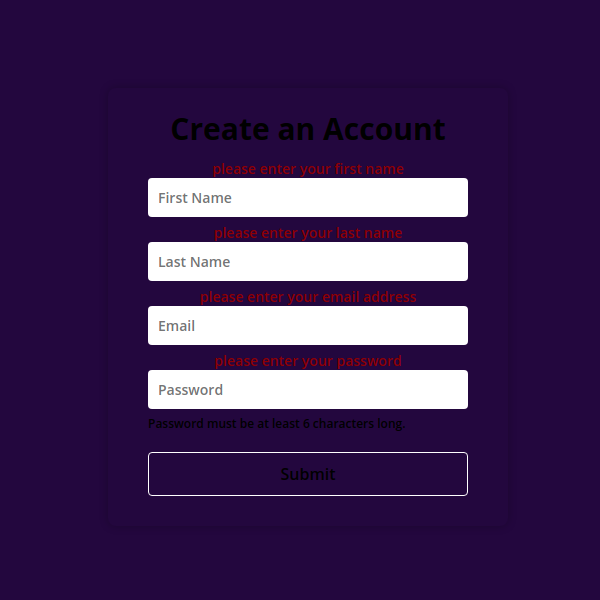 Create an Account
please enter your first name
First Name
please enter your last name
Last Name
please enter your email address
Email
please enter your password
Password
Password must be at least 6 characters long.
Submit